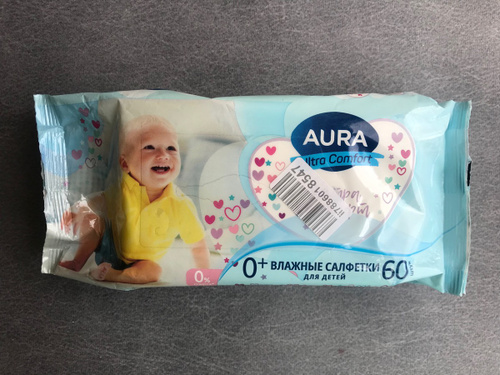 AURA
Ultra Comfort
0+ ВЛАЖНЫЕ САЛФЕТКИ 60
ДЛЯ ДЕТЕЙ
0%